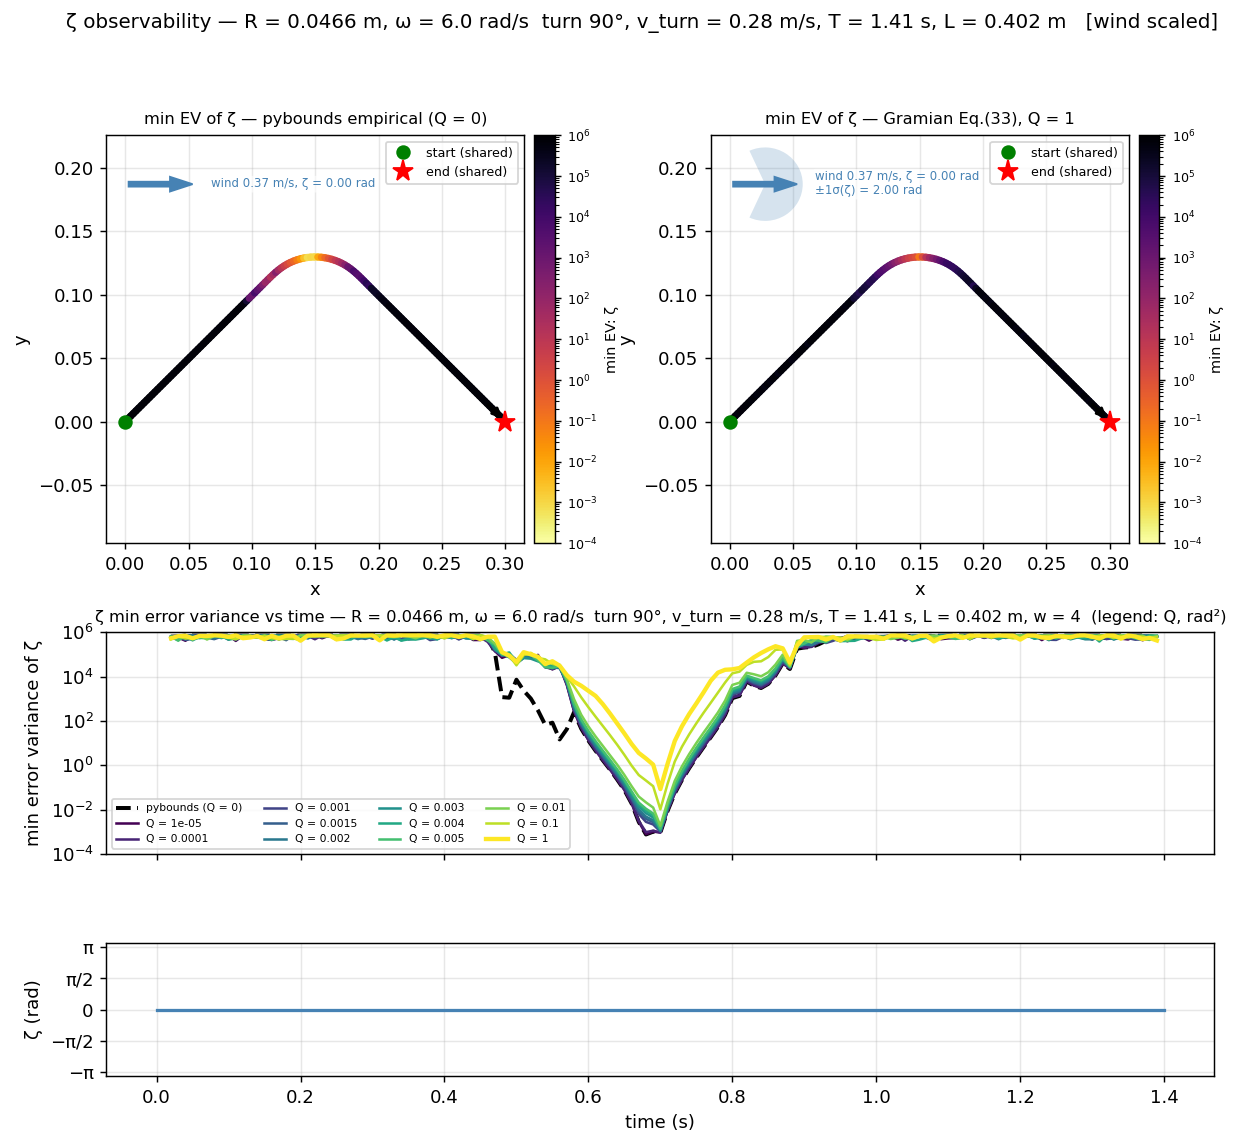 ζ observability — R = 0.0466 m, ω = 6.0 rad/s  turn 90°, v_turn = 0.28 m/s, T = 1.41 s, L = 0.402 m   [wind scaled]
min EV of ζ — pybounds empirical (Q = 0)
start (shared)
end (shared)
wind 0.37 m/s, ζ = 0.00 rad
0.20
0.15
0.10
0.05
0.00
−0.05
y
0.00 0.05 0.10 0.15 0.20 0.25 0.30
x
10⁶
10⁵
10⁴
10³
10²
10¹
10⁰
10⁻¹
10⁻²
10⁻³
10⁻⁴
min EV: ζ
min EV of ζ — Gramian Eq.(33), Q = 1
start (shared)
end (shared)
wind 0.37 m/s, ζ = 0.00 rad
±1σ(ζ) = 2.00 rad
0.20
0.15
0.10
0.05
0.00
−0.05
y
0.00 0.05 0.10 0.15 0.20 0.25 0.30
x
10⁶
10⁵
10⁴
10³
10²
10¹
10⁰
10⁻¹
10⁻²
10⁻³
10⁻⁴
min EV: ζ
ζ min error variance vs time — R = 0.0466 m, ω = 6.0 rad/s  turn 90°, v_turn = 0.28 m/s, T = 1.41 s, L = 0.402 m, w = 4  (legend: Q, rad²)
min error variance of ζ
10⁶
10⁴
10²
10⁰
10⁻²
10⁻⁴
pybounds (Q = 0)
Q = 1e-05
Q = 0.0001
Q = 0.001
Q = 0.0015
Q = 0.002
Q = 0.003
Q = 0.004
Q = 0.005
Q = 0.01
Q = 0.1
Q = 1
ζ (rad)
π
π/2
0
−π/2
−π
0.0 0.2 0.4 0.6 0.8 1.0 1.2 1.4
time (s)